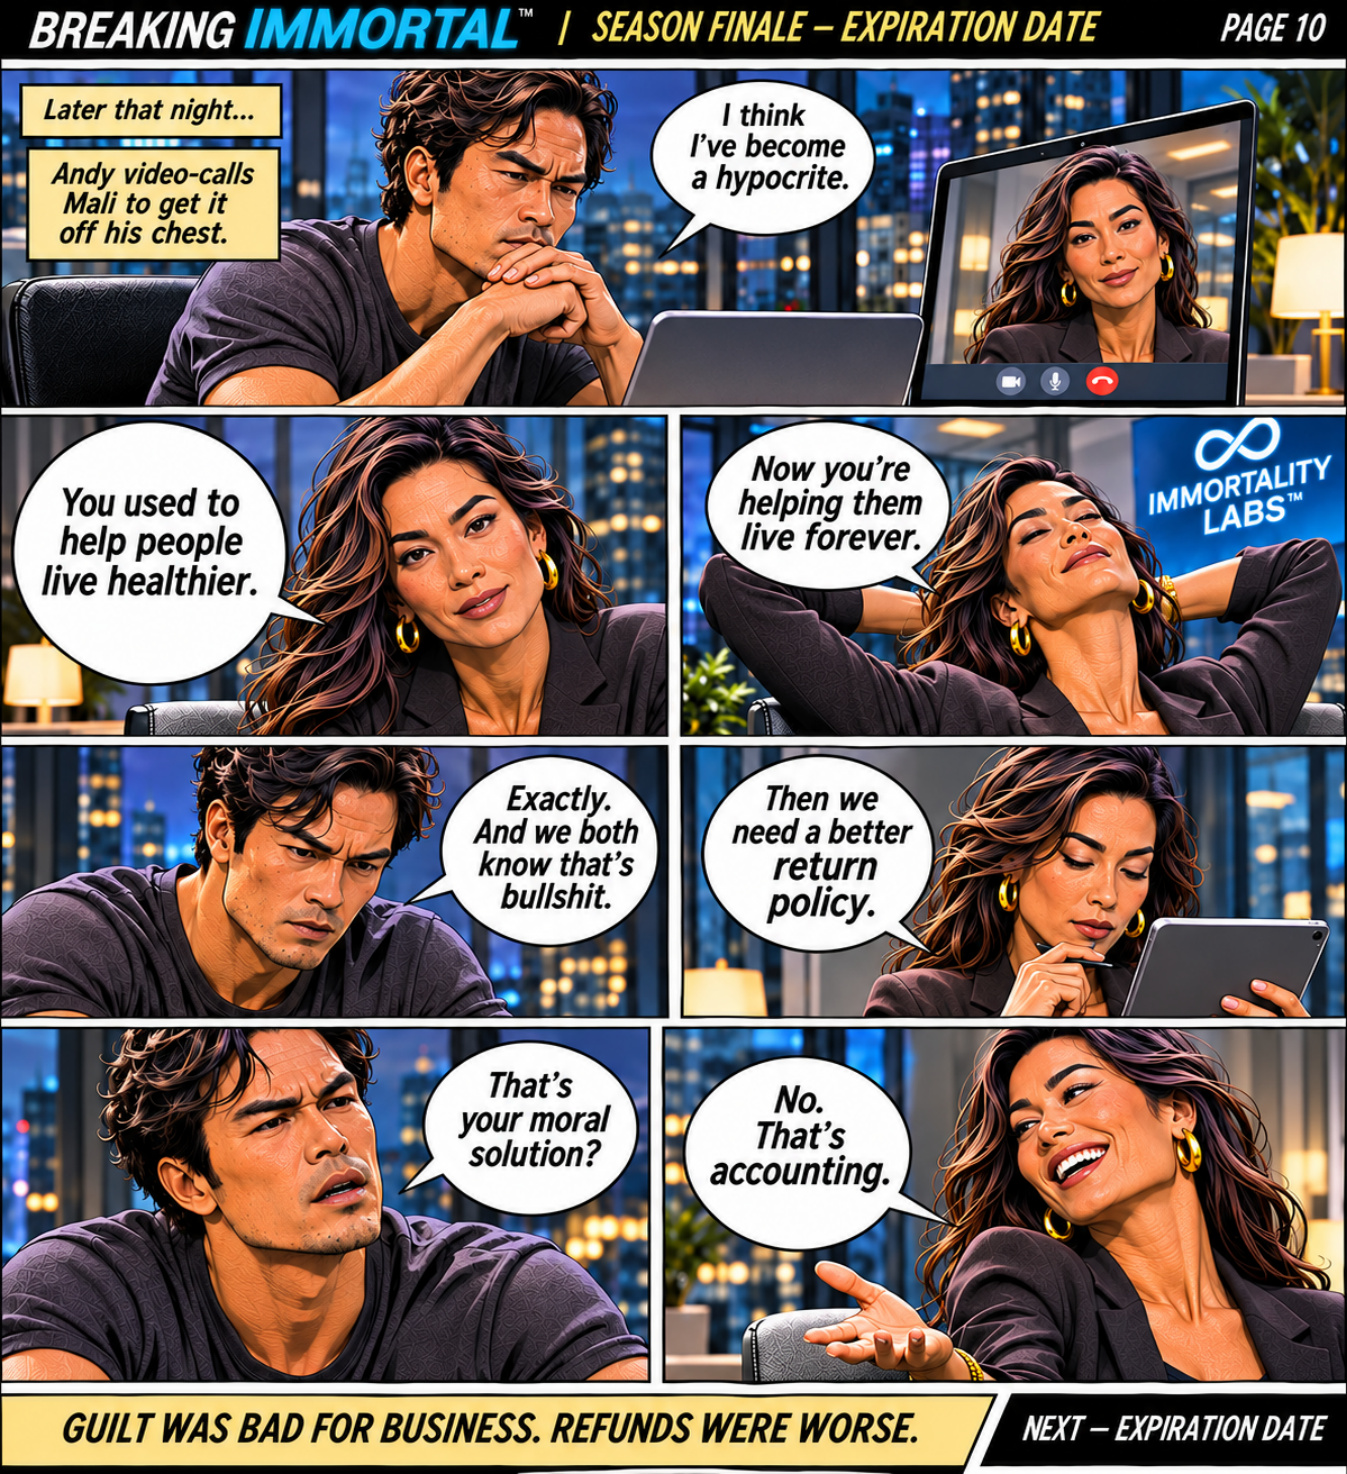 BREAKING IMMORTAL™ | SEASON FINALE – EXPIRATION DATE PAGE 10
Later that night...
Andy video-calls
Mali to get it
off his chest.
I think
I've become
a hypocrite.
You used to
help people
live healthier.
Now you're
helping them
live forever.
IMMORTALITY
LABS™
Exactly.
And we both
know that's
bullshit.
Then we
need a better
return
policy.
That's
your moral
solution?
No.
That's
accounting.
GUILT WAS BAD FOR BUSINESS. REFUNDS WERE WORSE.
NEXT – EXPIRATION DATE